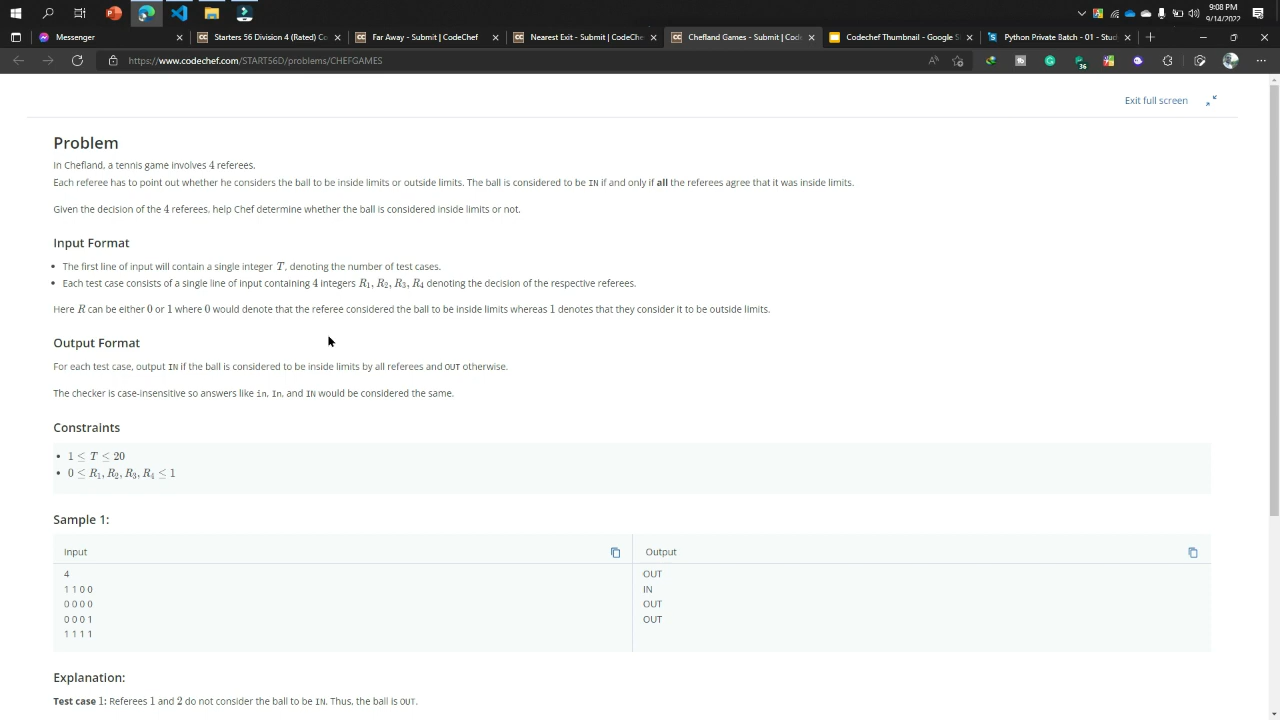 9:08 PM
9/14/2022
Messenger
Starters 56 Division 4 (Rated) Co
Far Away - Submit | CodeChef
Nearest Exit - Submit | CodeChe
Chefland Games - Submit | Cod
Codechef Thumbnail - Google S
Python Private Batch - 01 - Stud
https://www.codechef.com/START56D/problems/CHEFGAMES
Exit full screen
Problem
In Chefland, a tennis game involves 4 referees.
Each referee has to point out whether he considers the ball to be inside limits or outside limits. The ball is considered to be IN if and only if all the referees agree that it was inside limits.
Given the decision of the 4 referees, help Chef determine whether the ball is considered inside limits or not.
Input Format
• The first line of input will contain a single integer T, denoting the number of test cases.
• Each test case consists of a single line of input containing 4 integers R₁, R₂, R₃, R₄ denoting the decision of the respective referees.
Here R can be either 0 or 1 where 0 would denote that the referee considered the ball to be inside limits whereas 1 denotes that they consider it to be outside limits.
Output Format
For each test case, output IN if the ball is considered to be inside limits by all referees and OUT otherwise.
The checker is case-insensitive so answers like in, In, and IN would be considered the same.
Constraints
• 1 ≤ T ≤ 20
• 0 ≤ R₁, R₂, R₃, R₄ ≤ 1
Sample 1:
Input
Output
4
1 1 0 0
0 0 0 0
0 0 0 1
1 1 1 1
OUT
IN
OUT
OUT
Explanation:
Test case 1: Referees 1 and 2 do not consider the ball to be IN. Thus, the ball is OUT.